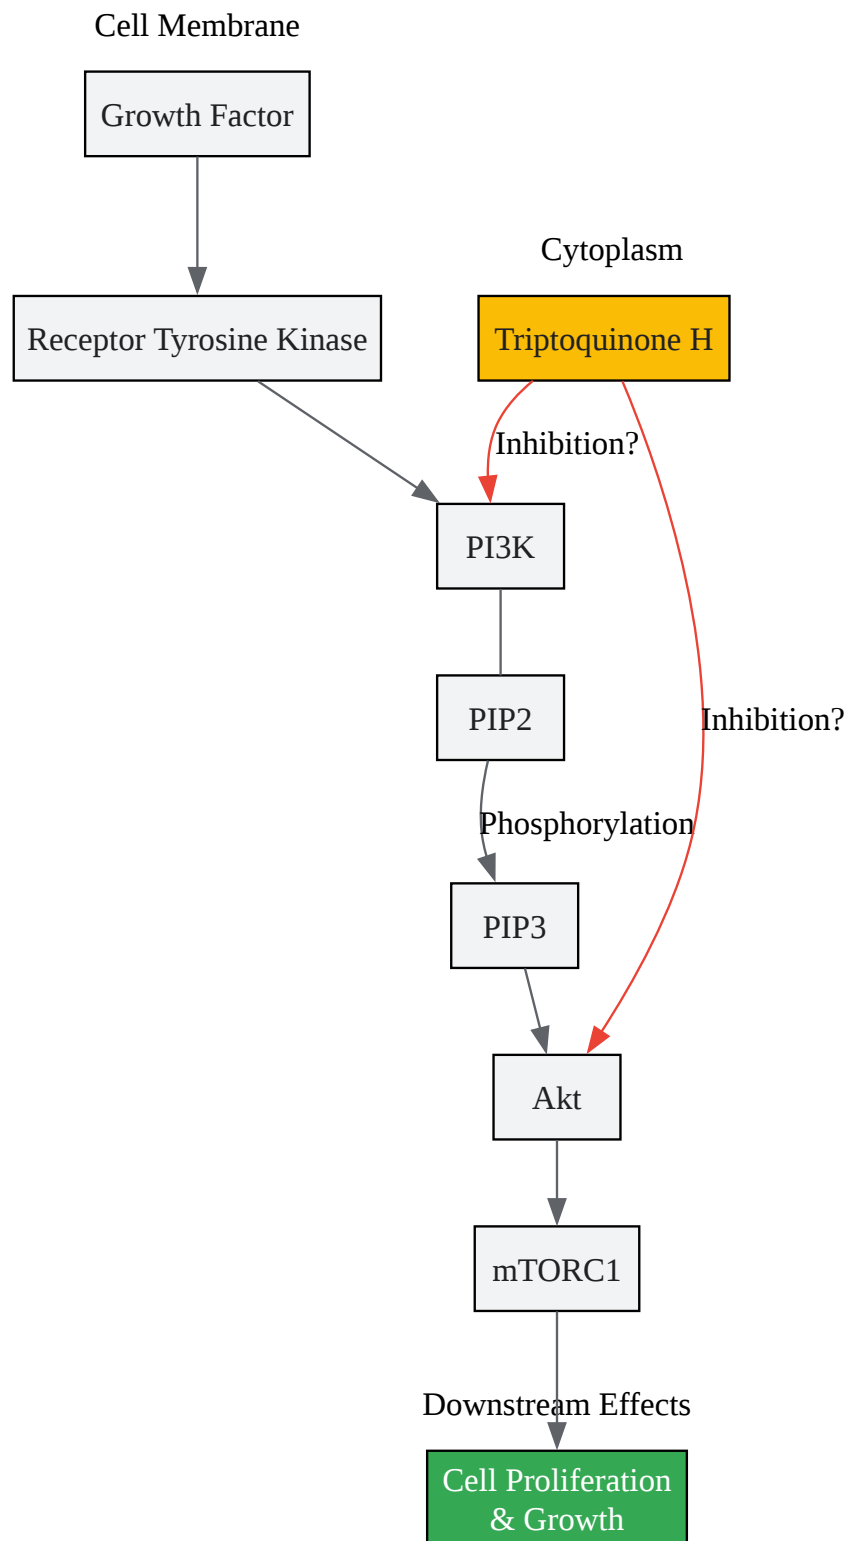 Cell Membrane
Growth Factor
Cytoplasm
Receptor Tyrosine Kinase
Triptoquinone H
Inhibition?
PI3K
PIP2
Inhibition?
Phosphorylation
PIP3
Akt
mTORC1
Downstream Effects
Cell Proliferation
& Growth